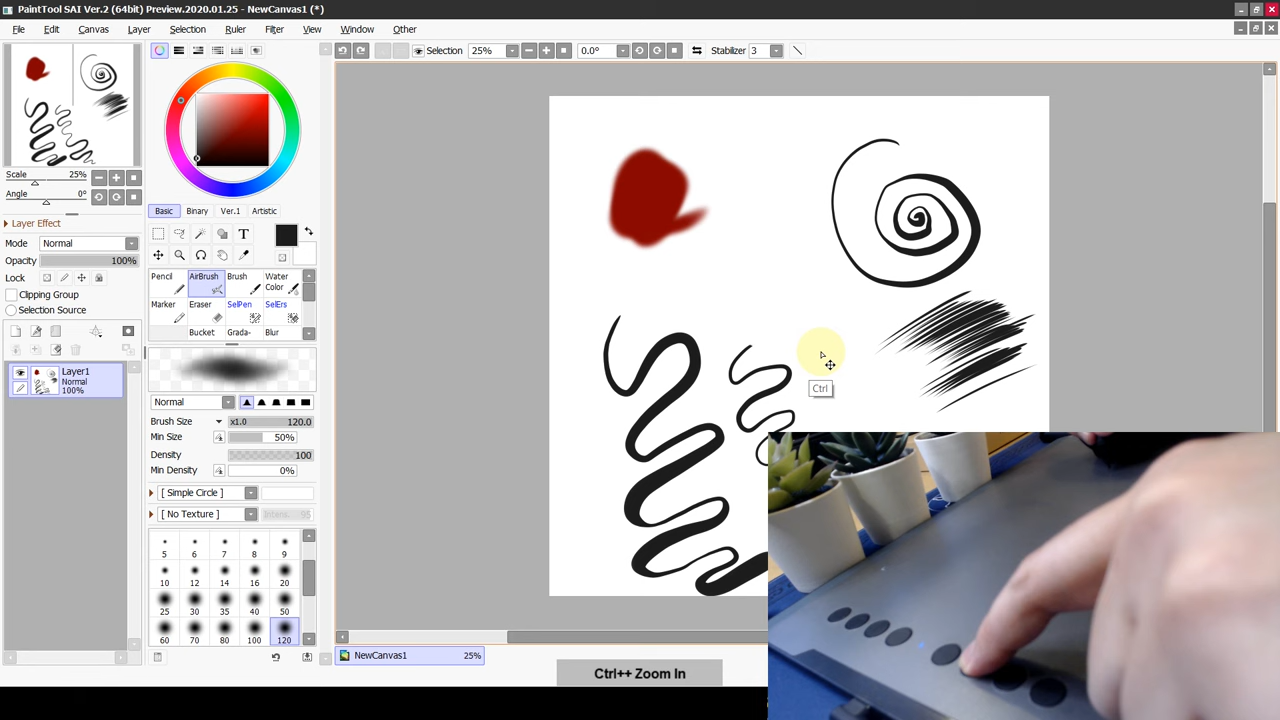 PaintTool SAI Ver.2 (64bit) Preview.2020.01.25 - NewCanvas1 (*)
File Edit Canvas Layer Selection Ruler Filter View Window Other
Selection 25% 0.0° Stabilizer 3
Scale 25%
Angle 0°
Layer Effect
Mode Normal
Opacity 100%
Lock
Clipping Group
Selection Source
Layer1
Normal
100%
Basic Binary Ver.1 Artistic
T
Pencil AirBrush Brush Water Color
Marker Eraser SelPen SelErs
Bucket Grada- Blur
Normal
Brush Size x1.0 120.0
Min Size 50%
Density 100
Min Density 0%
[ Simple Circle ]
[ No Texture ] Intens. 95
5 6 7 8 9
10 12 14 16 20
25 30 35 40 50
60 70 80 100 120
Ctrl
NewCanvas1 25%
Ctrl++ Zoom In